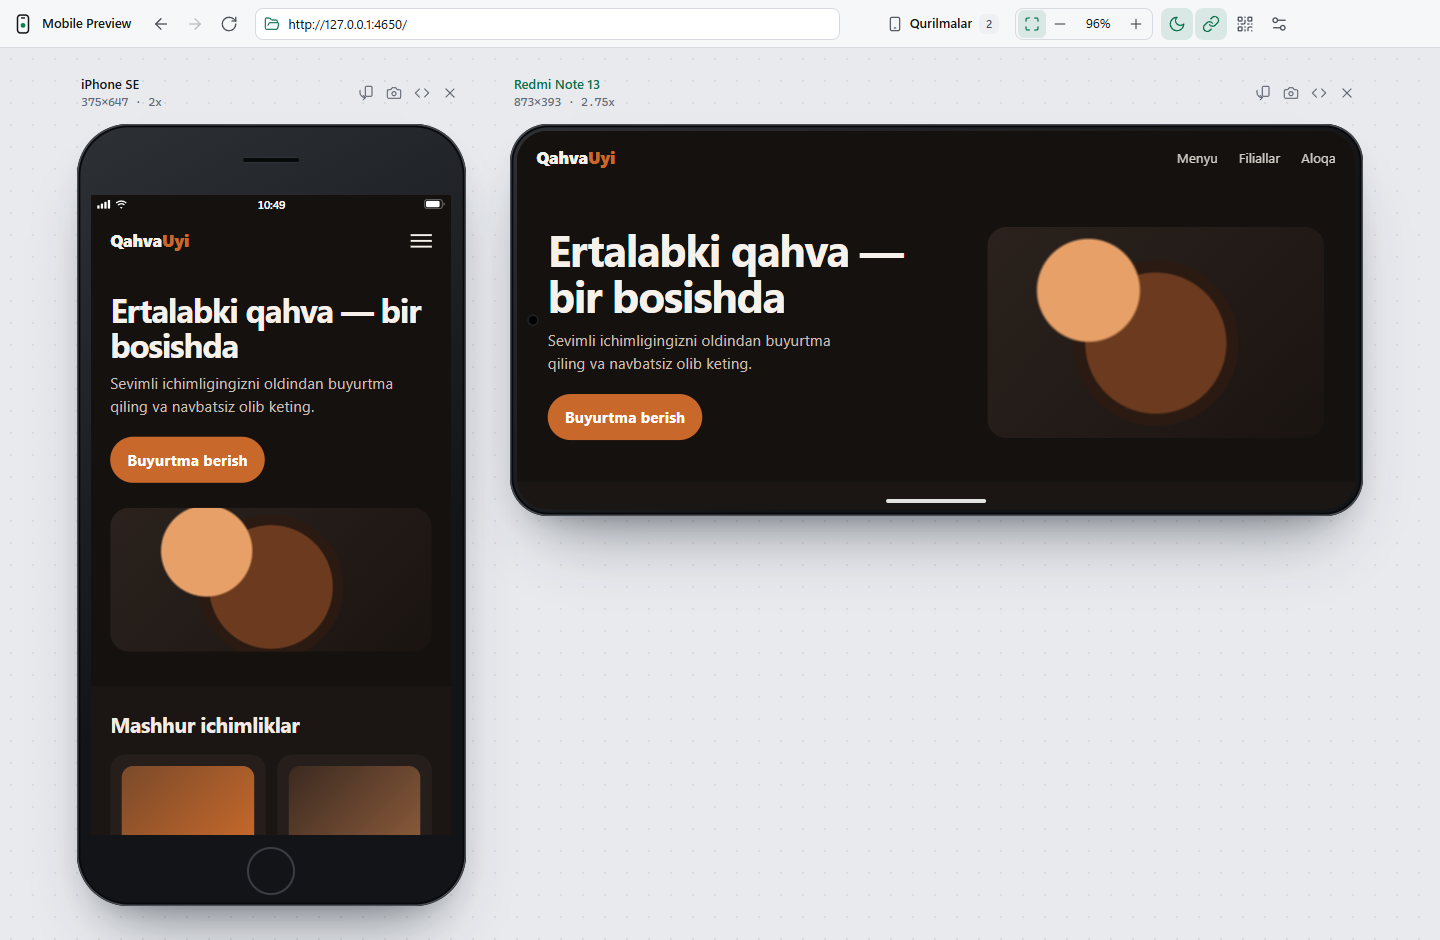 Mobile Preview
http://127.0.0.1:4650/
Qurilmalar 2
96%
iPhone SE
375×647 · 2x
10:49
QahvaUyi
Ertalabki qahva — bir
bosishda
Sevimli ichimligingizni oldindan buyurtma
qiling va navbatsiz olib keting.
Buyurtma berish
Mashhur ichimliklar
Redmi Note 13
873×393 · 2.75x
QahvaUyi
Menyu Filiallar Aloqa
Ertalabki qahva —
bir bosishda
Sevimli ichimligingizni oldindan buyurtma
qiling va navbatsiz olib keting.
Buyurtma berish